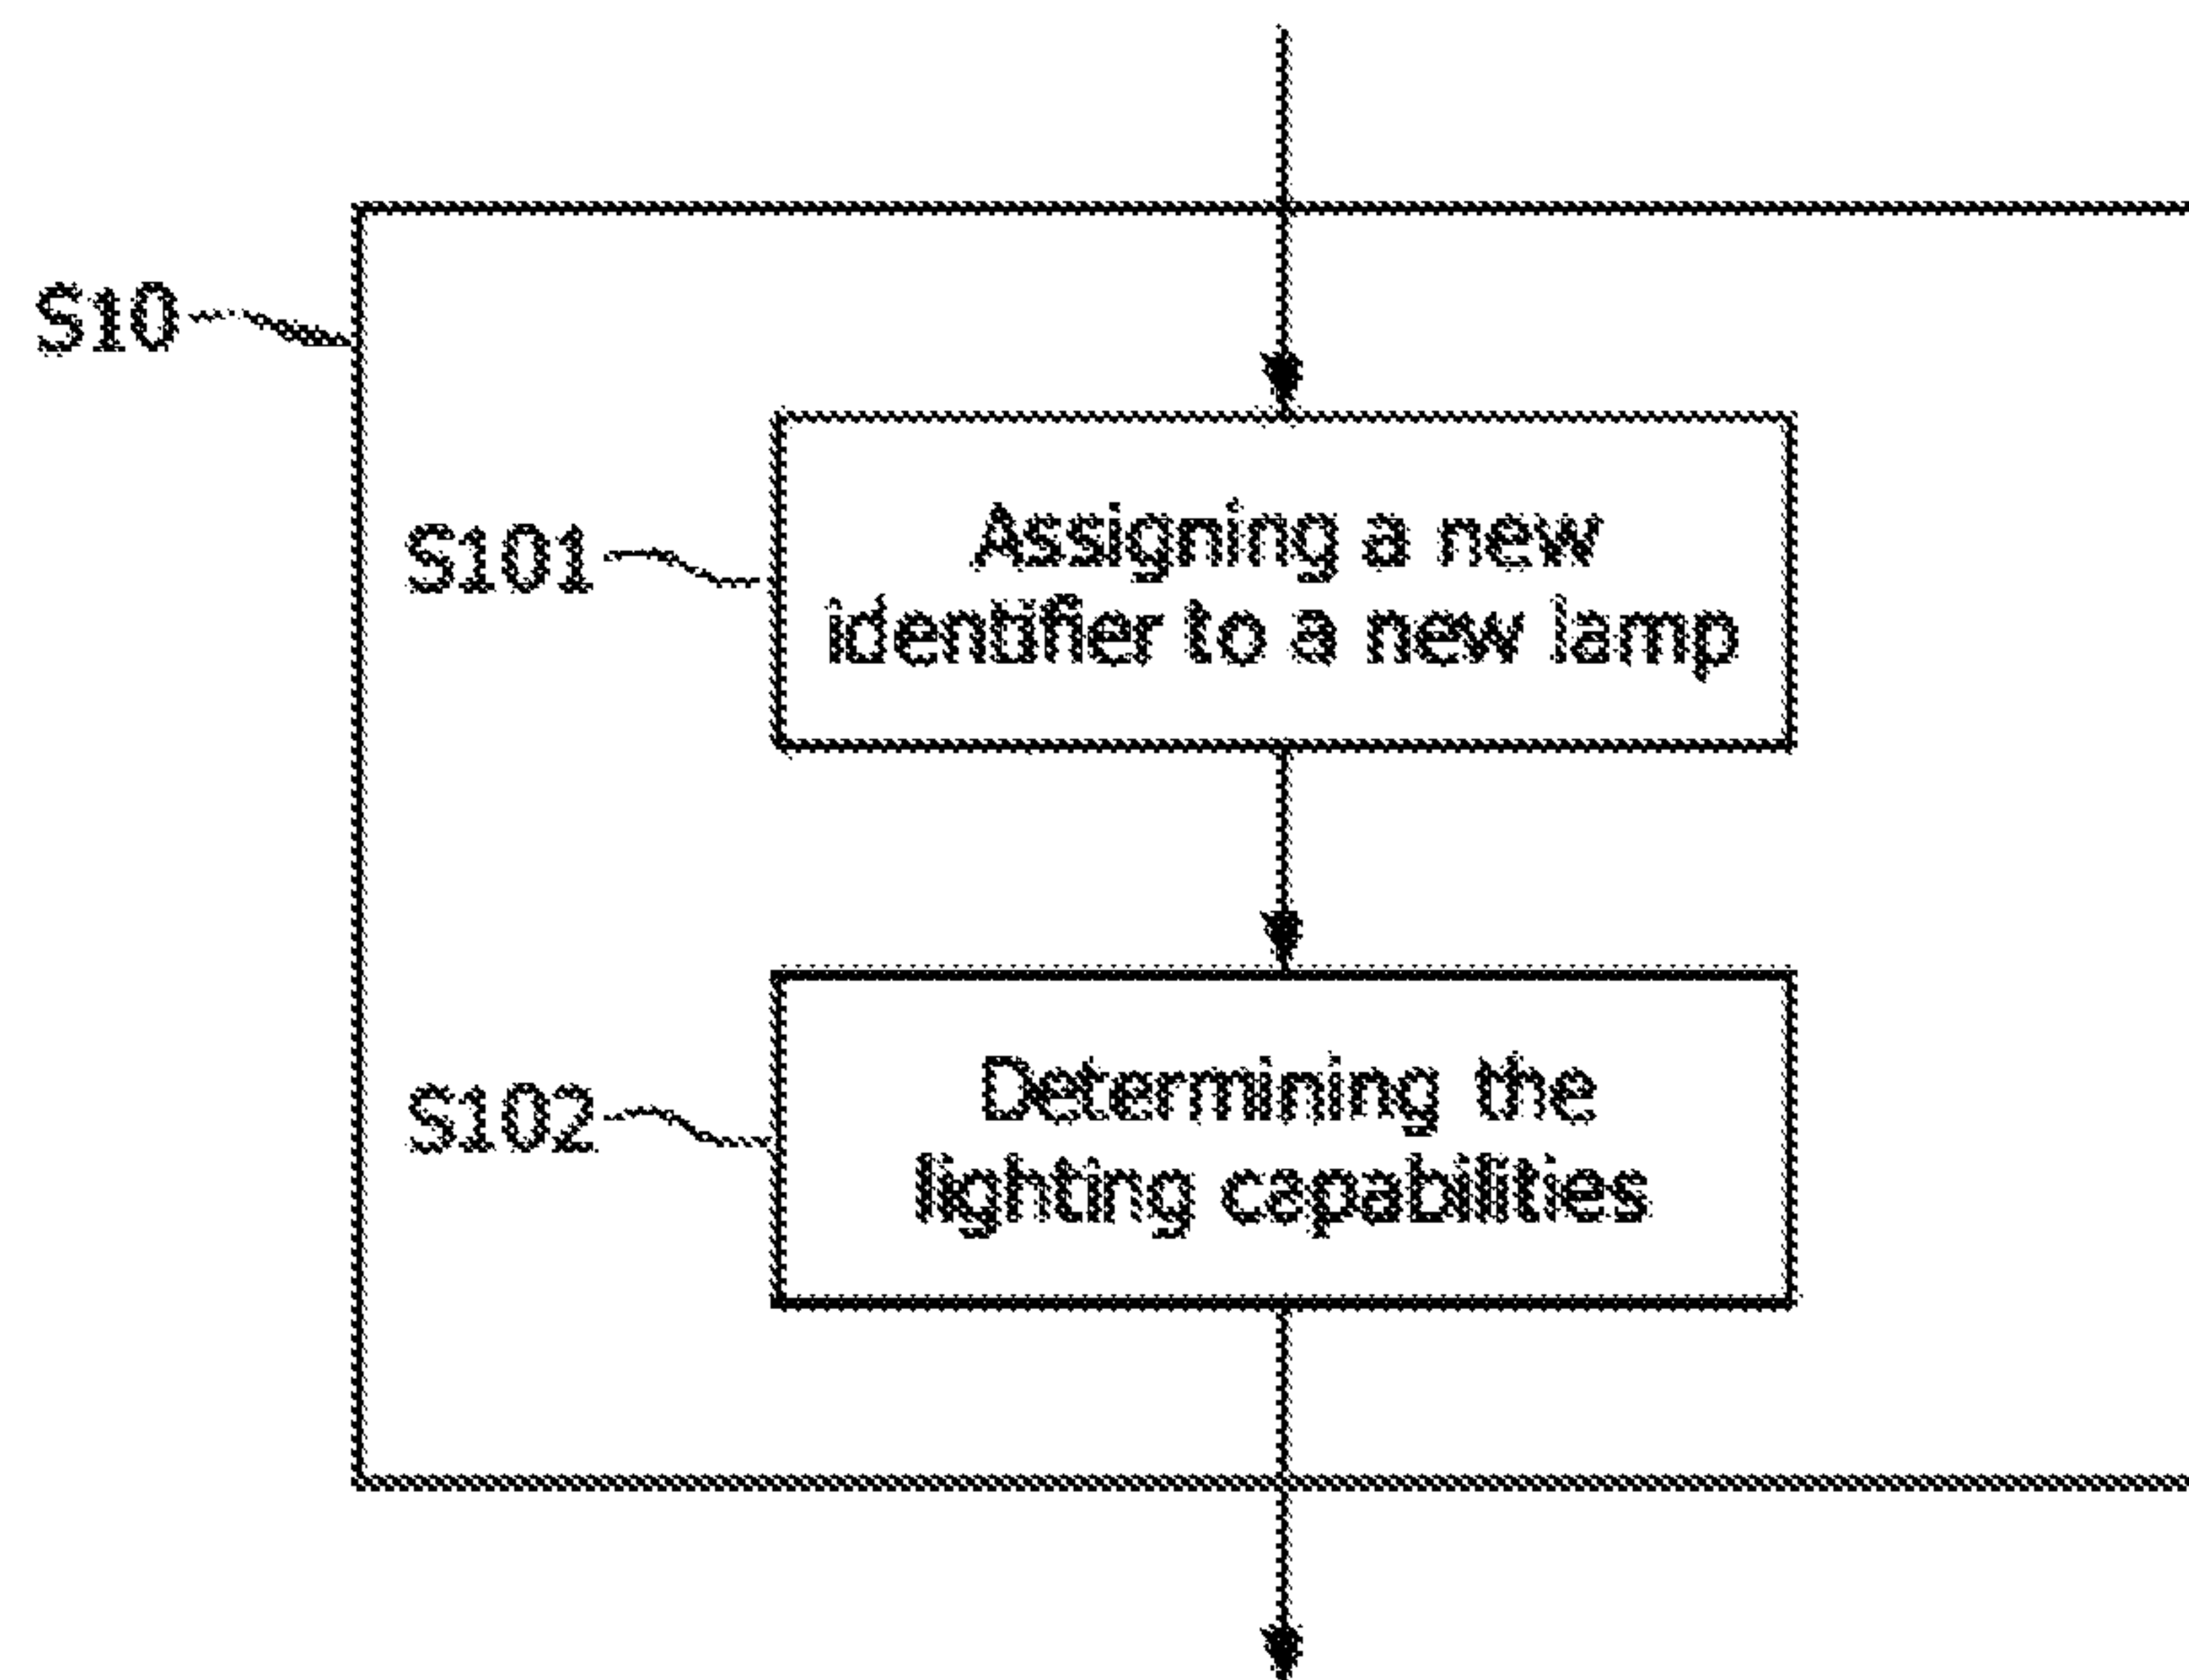 S10
S101
Assigning a new
identifier to a new lamp
S102
Determining the
lighting capabilities